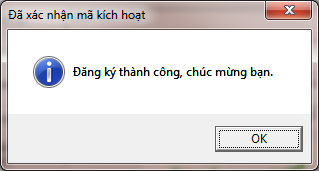 Đã xác nhận mã kích hoạt
Đăng ký thành công, chúc mừng bạn.
OK